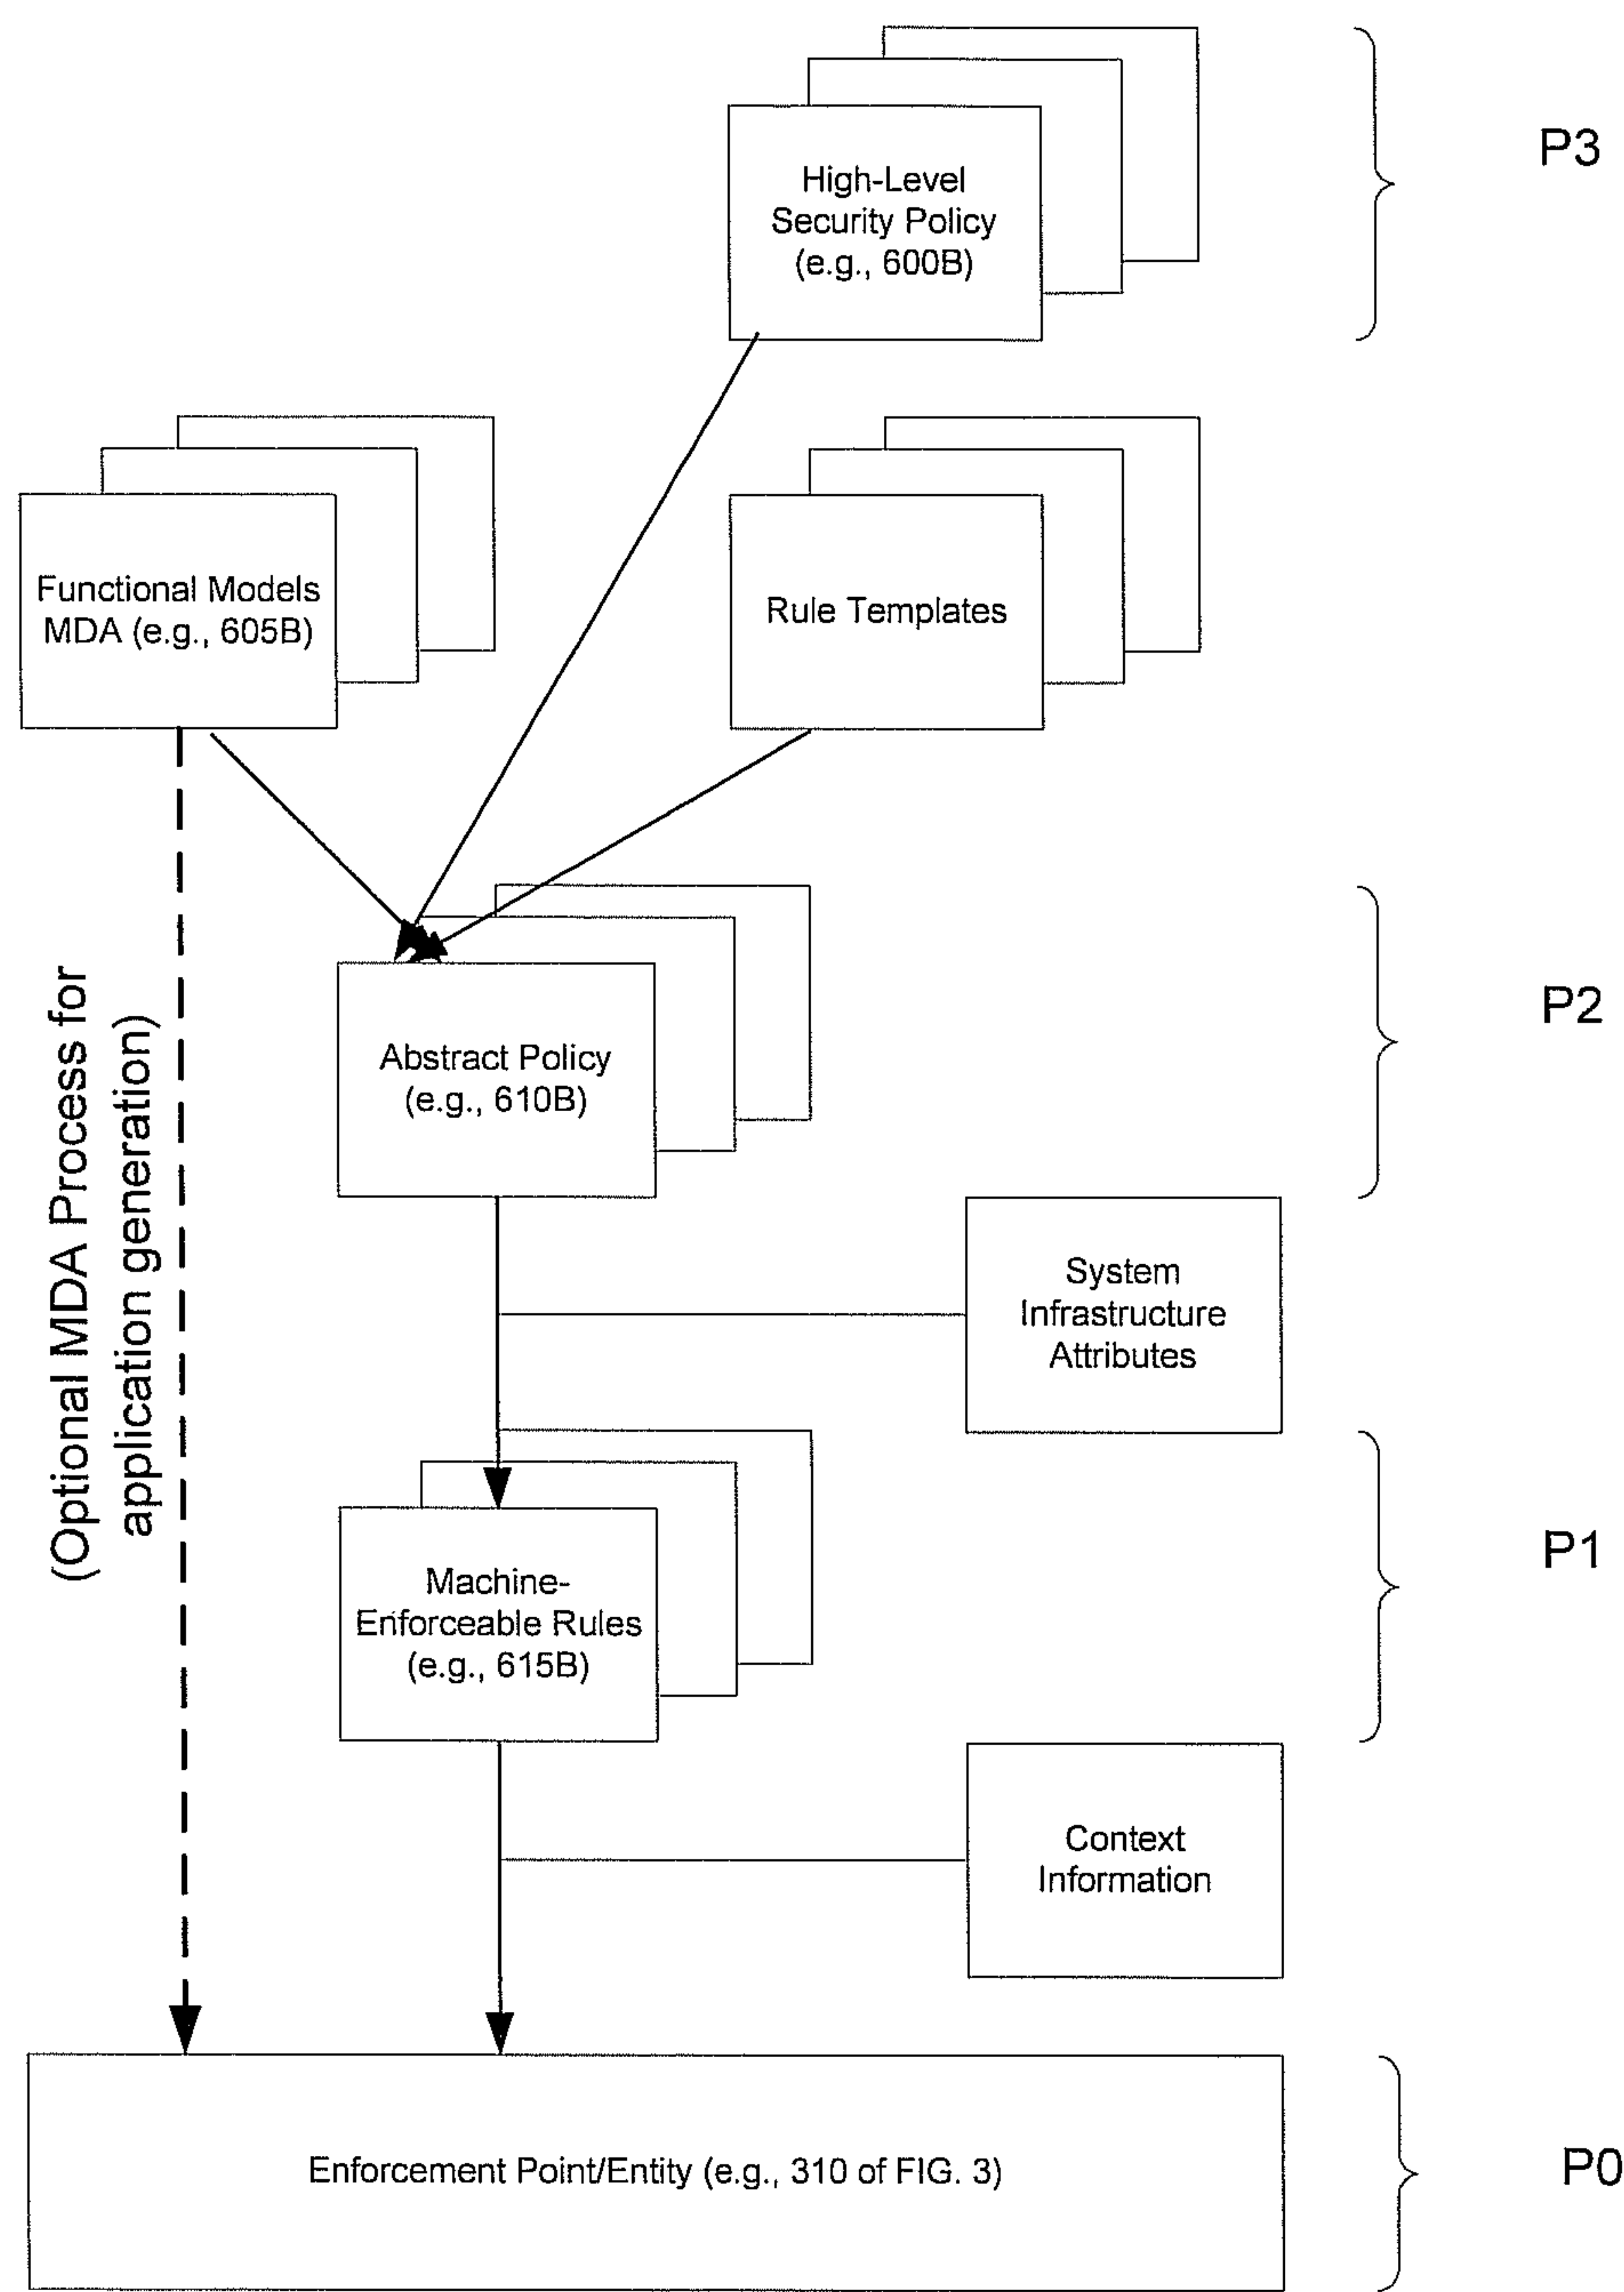 P3
High-Level
Security Policy
(e.g., 600B)
Functional Models
MDA (e.g., 605B)
Rule Templates
(Optional MDA Process for
application generation)
P2
Abstract Policy
(e.g., 610B)
System
Infrastructure
Attributes
P1
Machine-
Enforceable Rules
(e.g., 615B)
Context
Information
Enforcement Point/Entity (e.g., 310 of FIG. 3)
P0